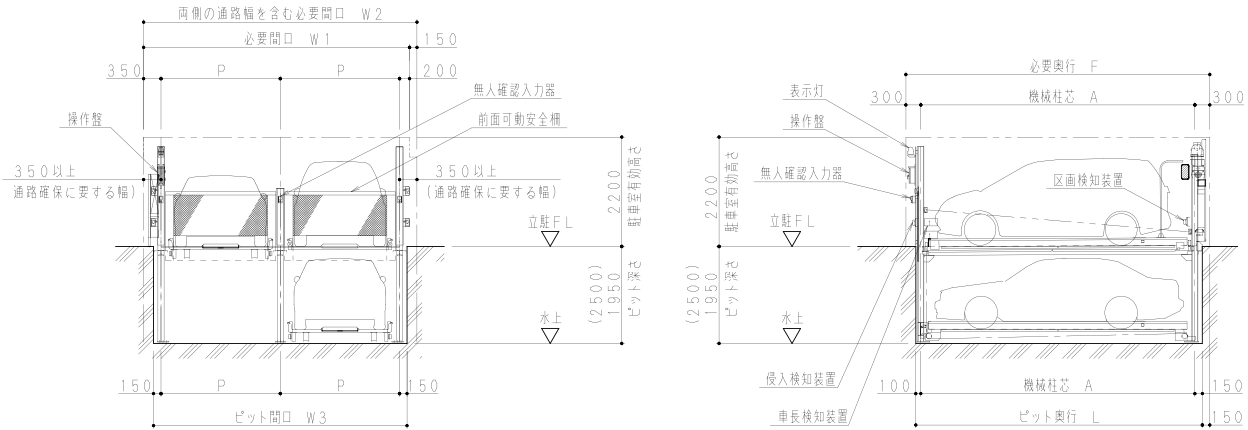 両側の通路幅を含む必要間口 W2
必要間口 W1
150
350
P
P
200
無人確認入力器
前面可動安全柵
操作盤
350以上
(通路確保に要する幅)
350以上
(通路確保に要する幅)
2200
駐車室有効高さ
立駐FL
(2500)
1950
ピット深さ
水上
150
P
P
150
ピット間口 W3
必要奥行 F
300
機械柱芯 A
300
表示灯
操作盤
無人確認入力器
区画検知装置
2200
駐車室有効高さ
立駐FL
(2500)
1950
ピット深さ
水上
侵入検知装置
車長検知装置
100
機械柱芯 A
150
ピット奥行 L
150